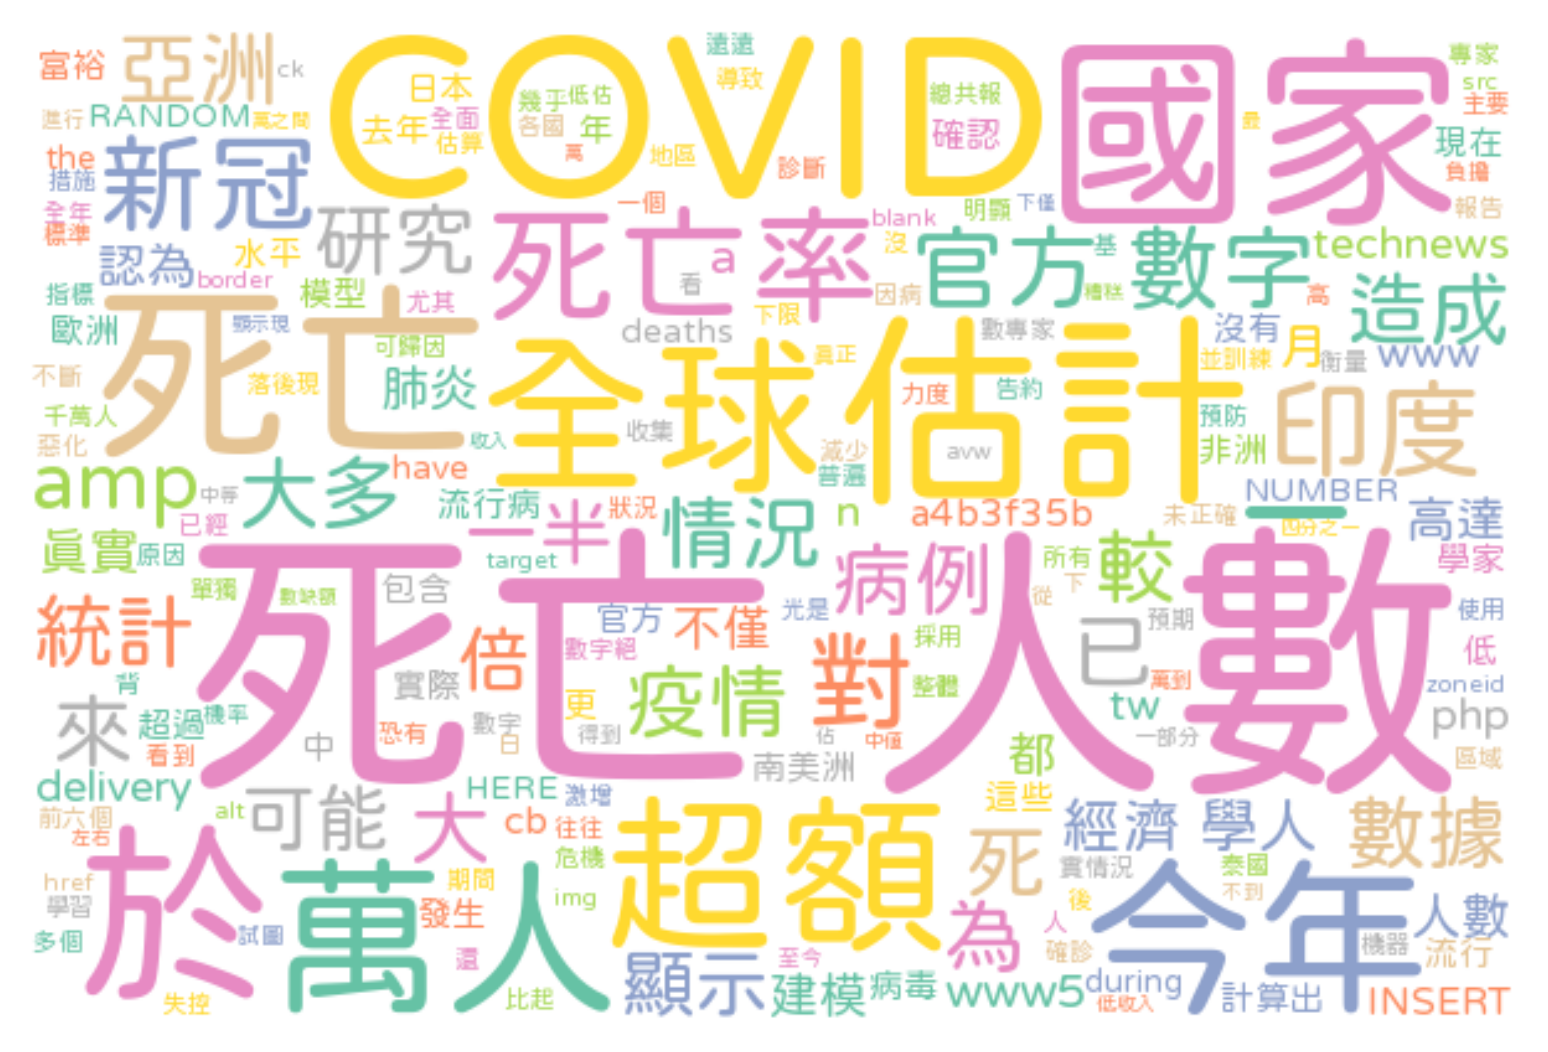 富裕 亞洲 ck COVID 國家 專家 src
遠遠 日本 導致 幾乎 低估 總共報 主要
進行 RANDOM 萬之間 去年 全面 估算 各國 年 萬 確認 最 現在
the 措施 新冠 地區 診斷 負擔
全年 標準 研究 一個 死亡率 blank 明顯 下僅 報告
認為 水平 border a 沒 官方 基 數字 technews
指標 模型 尤其 看 因病 糟糕 高 造成
歐洲 顯示現 死亡 deaths 下限 數專家 沒有 月
可歸因 全球 真正 估計 並訓練 衡量 www
不斷 落後現 肺炎 力度 告約 印度
千萬人 收集 預防
惡化 收入 減少 avw 非洲
amp 中等 大多 have 普遍 NUMBER
已經 流行病 一半 狀況 情況 n a4b3f35b 未正確 四分之一 高達
真實 原因 target 病例 所有 較 學家
單獨 數缺額 包含 死亡 人數 從 下
統計 官方 不僅 光是 預期 使用
倍 數字絕 對 採用 已 低
背 實際 疫情 整體 萬到 zoneid
來 超過 機率 更 tw php
看到 中 恐有 數字 白 得到 佔 中僅 一部分
南美洲 都 區域
delivery HERE 激增 這些
前六個 左右 alt 可能 大 cb 往往 超額 死 經濟 學人 數據
危機 實情況 泰國
href 學習 於 萬人 期間 img 不到
發生 為 人 後 今年 人數
多個 試圖 還 至今 確診 機器 流行
失控 比起 顯示 建模 病毒 www5 during 低收入 計算出 INSERT